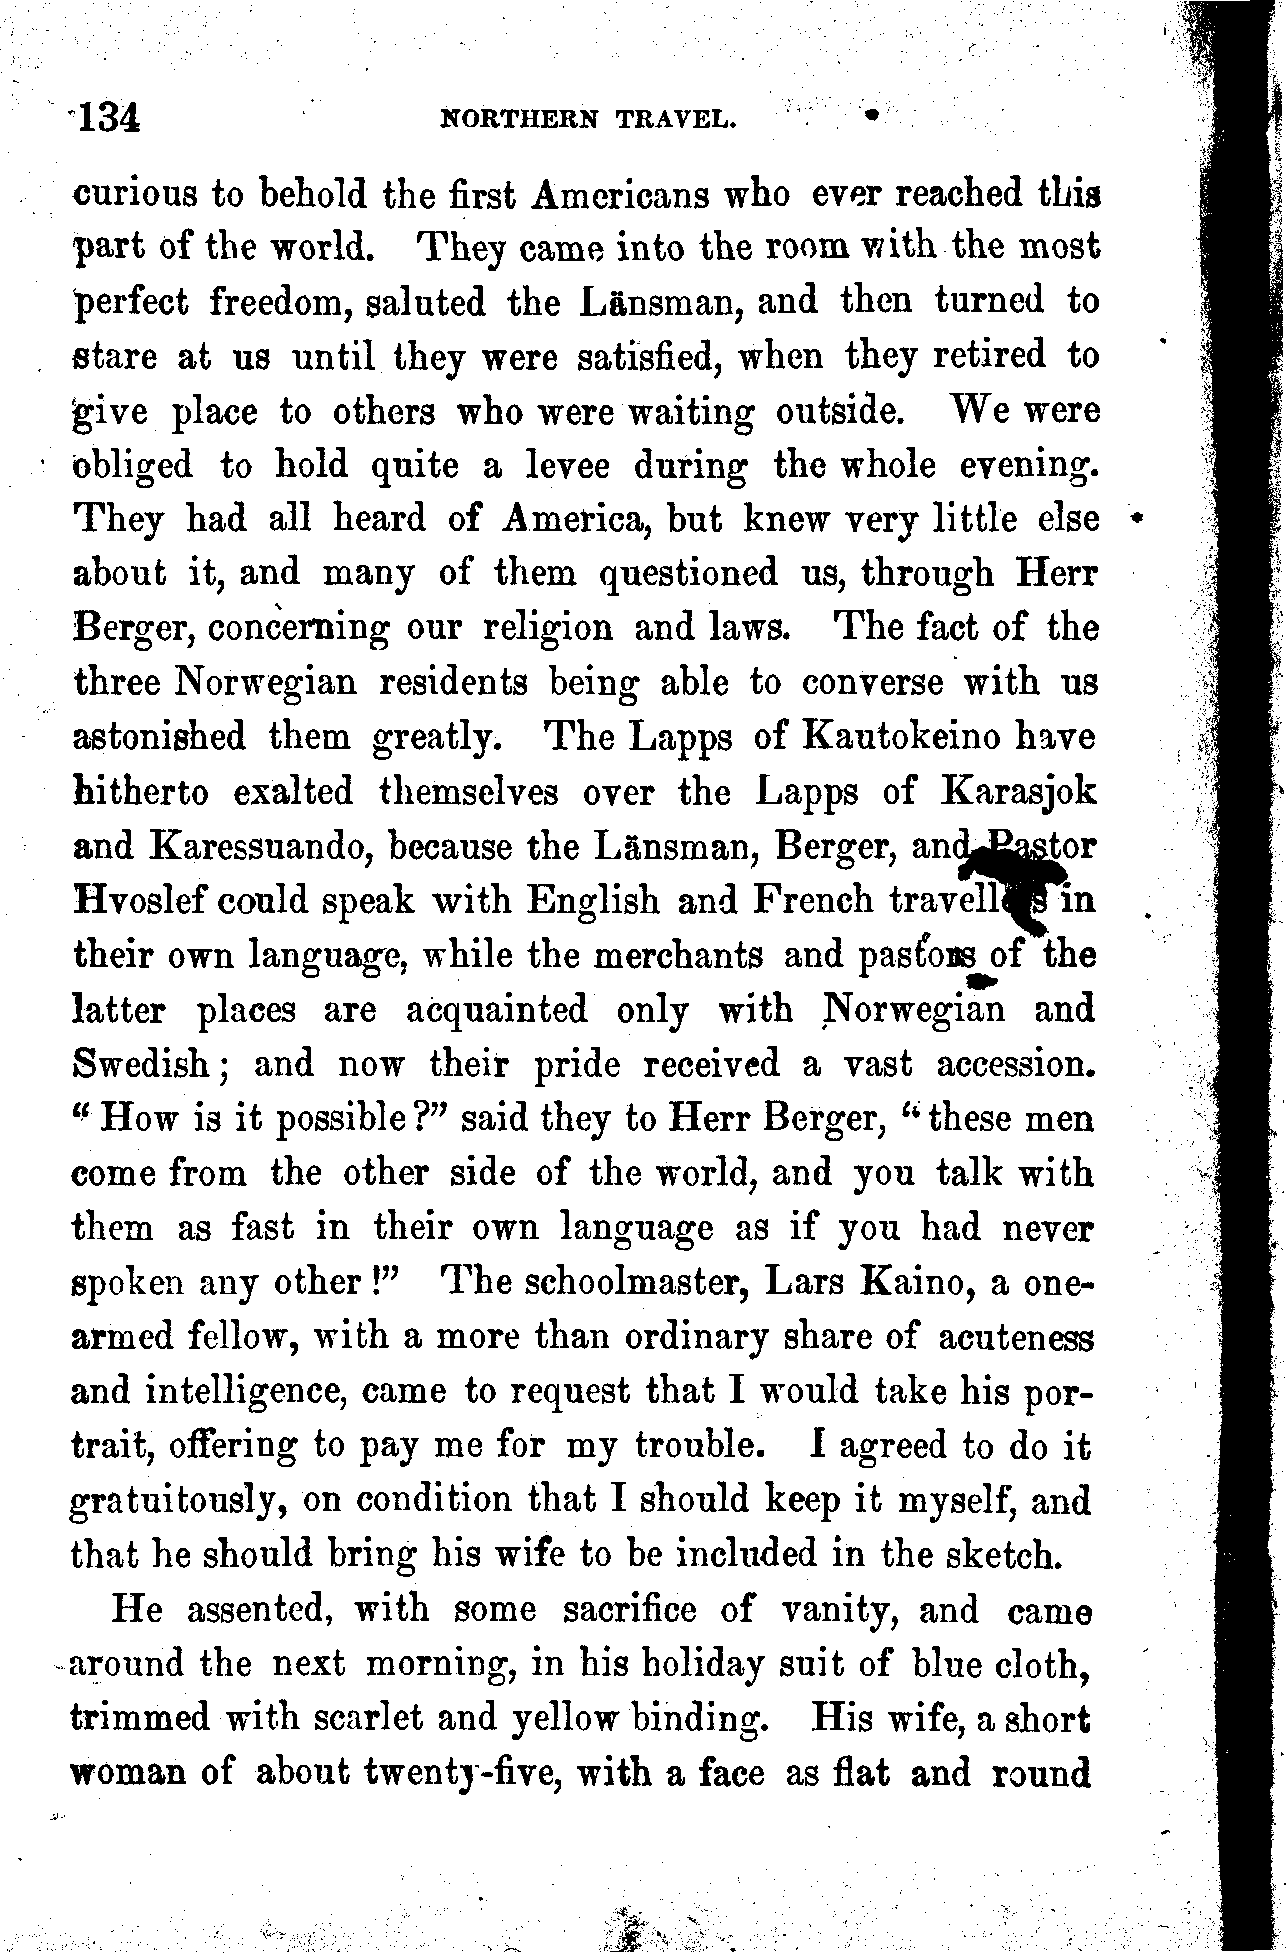 134 NORTHERN TRAVEL.
curious to behold the first Americans who ever reached this
part of the world. They came into the room with the most
perfect freedom, saluted the Länsman, and then turned to
stare at us until they were satisfied, when they retired to
give place to others who were waiting outside. We were
obliged to hold quite a levee during the whole evening.
They had all heard of America, but knew very little else
about it, and many of them questioned us, through Herr
Berger, concerning our religion and laws. The fact of the
three Norwegian residents being able to converse with us
astonished them greatly. The Lapps of Kautokeino have
hitherto exalted themselves over the Lapps of Karasjok
and Karessuando, because the Länsman, Berger, and Pastor
Hvoslef could speak with English and French in
their own language, while the merchants and pastors of the
latter places are acquainted only with Norwegian and
Swedish; and now their pride received a vast accession.
"How is it possible?" said they to Herr Berger, "these men
come from the other side of the world, and you talk with
them as fast in their own language as if you had never
spoken any other!" The schoolmaster, Lars Kaino, a one-
armed fellow, with a more than ordinary share of acuteness
and intelligence, came to request that I would take his por-
trait, offering to pay me for my trouble. I agreed to do it
gratuitously, on condition that I should keep it myself, and
that he should bring his wife to be included in the sketch.
He assented, with some sacrifice of vanity, and came
around the next morning, in his holiday suit of blue cloth,
trimmed with scarlet and yellow binding. His wife, a short
woman of about twenty-five, with a face as flat and round